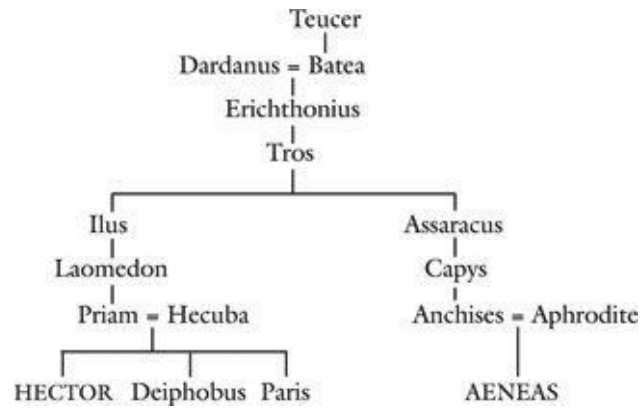 Teucer
Dardanus = Batea
Erichthonius
Tros
Ilus Assaracus
Laomedon Capys
Priam = Hecuba Anchises = Aphrodite
HECTOR Deiphobus Paris AENEAS